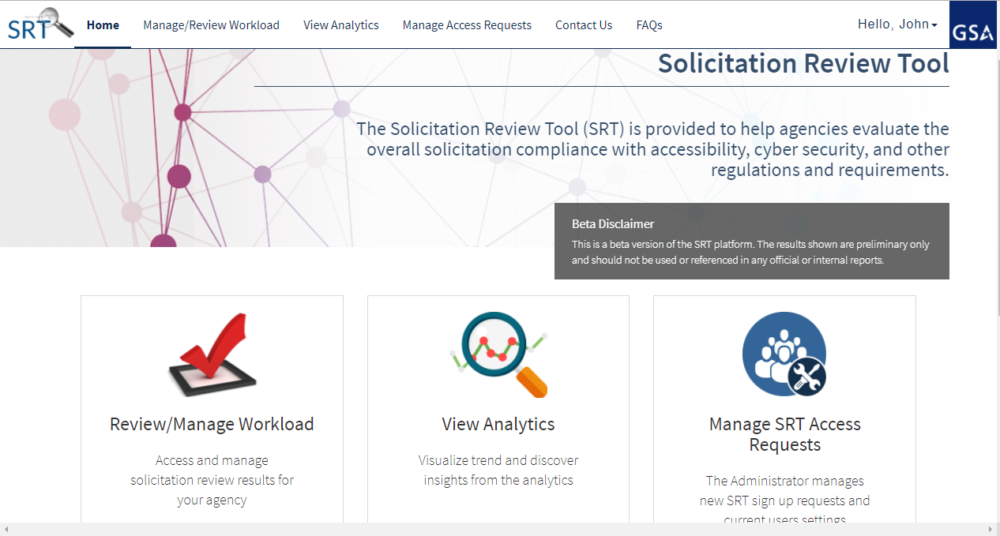 SRT
Home
Manage/Review Workload
View Analytics
Manage Access Requests
Contact Us
FAQs
Hello, John
GSA
Solicitation Review Tool
The Solicitation Review Tool (SRT) is provided to help agencies evaluate the
overall solicitation compliance with accessibility, cyber security, and other
regulations and requirements.
Beta Disclaimer
This is a beta version of the SRT platform. The results shown are preliminary only
and should not be used or referenced in any official or internal reports.
Review/Manage Workload
Access and manage
solicitation review results for
your agency
View Analytics
Visualize trend and discover
insights from the analytics
Manage SRT Access
Requests
The Administrator manages
new SRT sign up requests and
current users settings